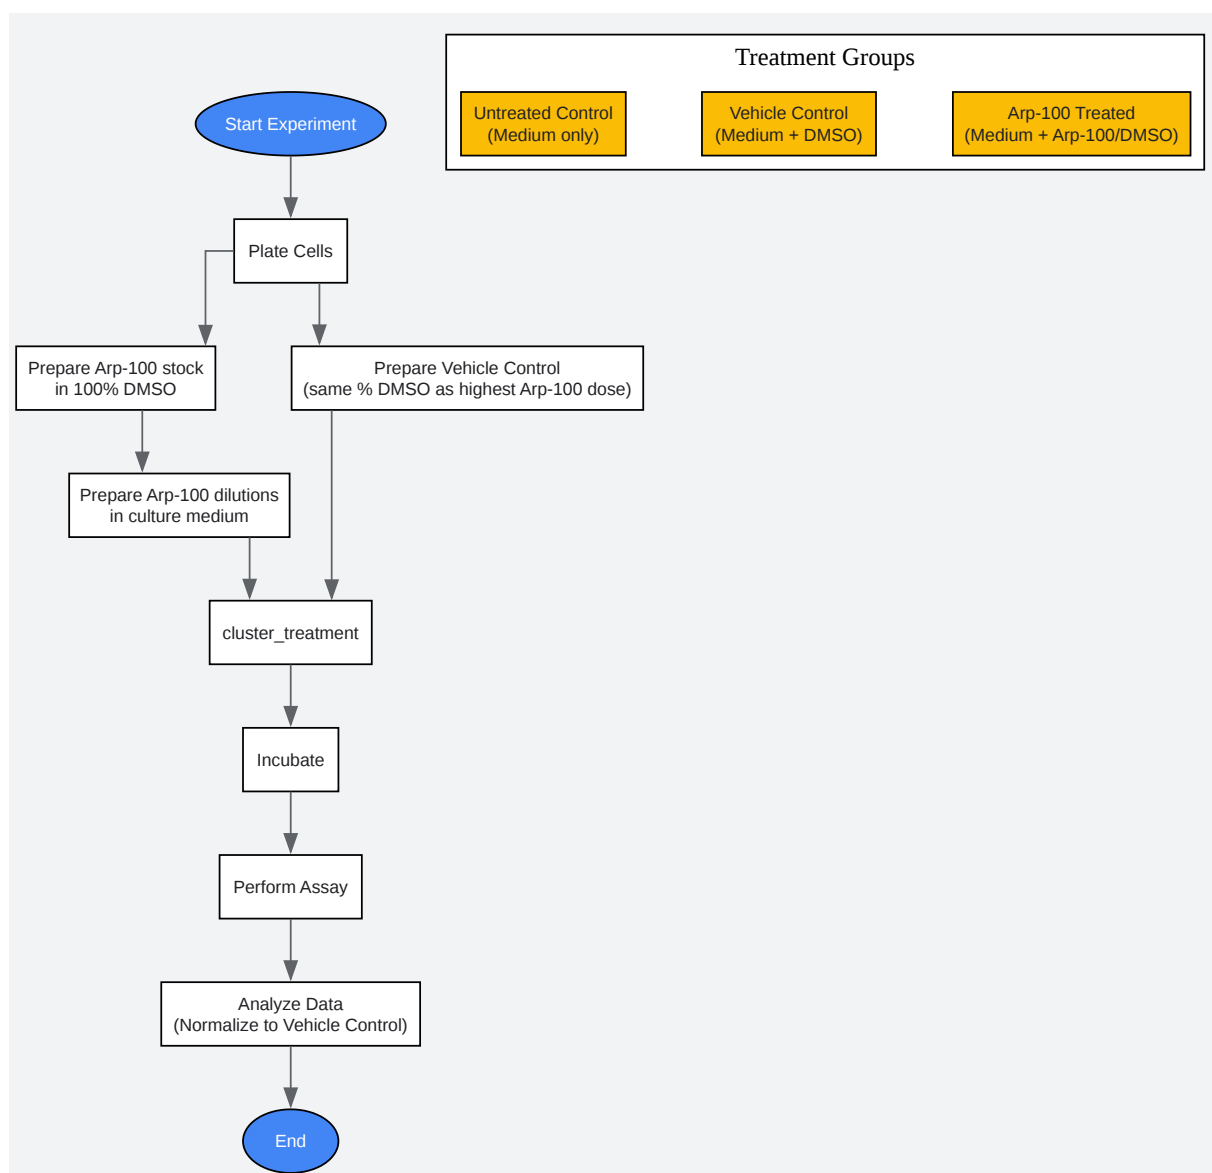 Treatment Groups
Untreated Control
(Medium only)
Vehicle Control
(Medium + DMSO)
Arp-100 Treated
(Medium + Arp-100/DMSO)
Start Experiment
Plate Cells
Prepare Arp-100 stock
in 100% DMSO
Prepare Vehicle Control
(same % DMSO as highest Arp-100 dose)
Prepare Arp-100 dilutions
in culture medium
cluster_treatment
Incubate
Perform Assay
Analyze Data
(Normalize to Vehicle Control)
End